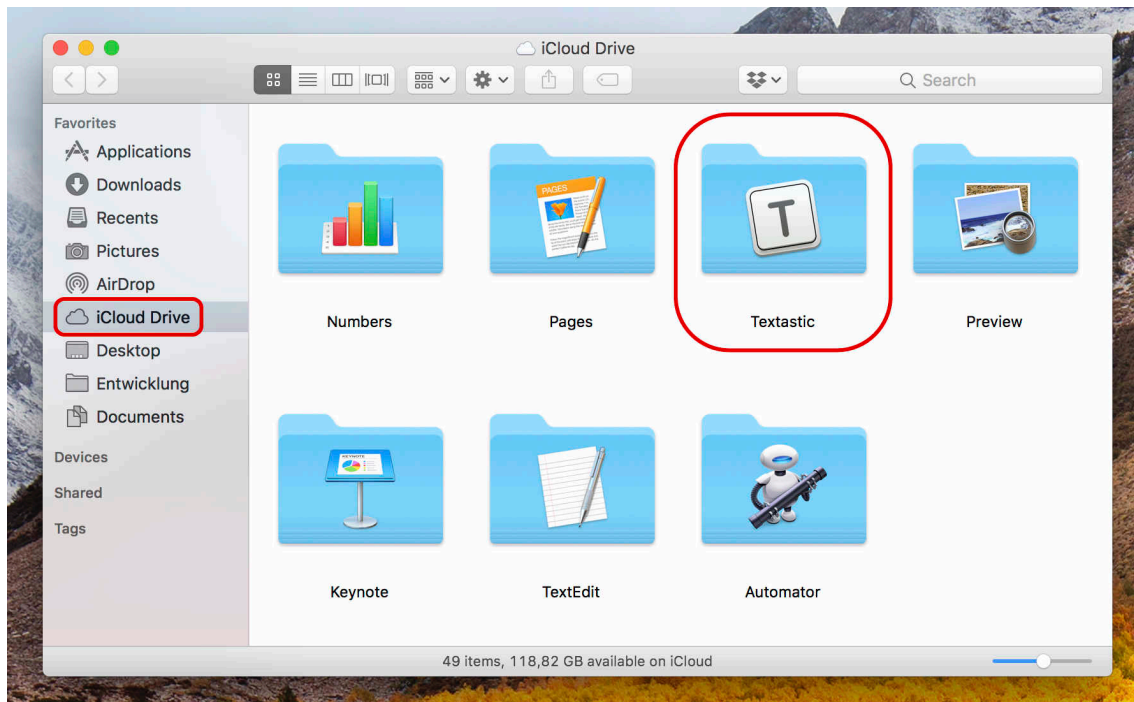 iCloud Drive
Search
Favorites
Applications
Downloads
Recents
Pictures
AirDrop
iCloud Drive
Desktop
Entwicklung
Documents
Devices
Shared
Tags
PAGES
T
Numbers
Pages
Textastic
Preview
KEYNOTE
Keynote
TextEdit
Automator
49 items, 118,82 GB available on iCloud